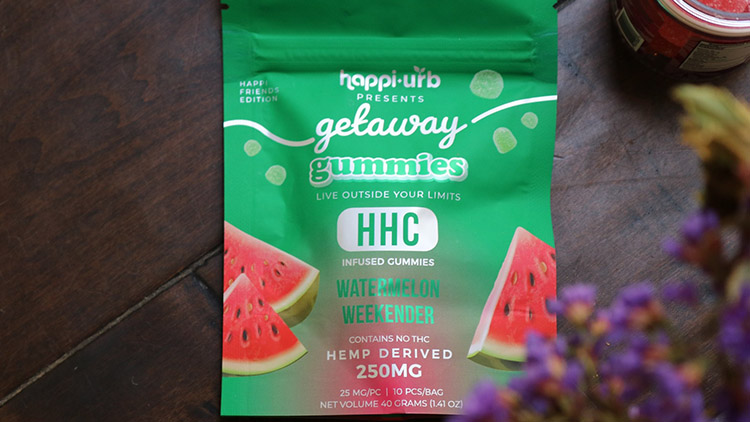 happi·urb
PRESENTS
HAPPI
FRIENDS
EDITION
getaway
gummies
LIVE OUTSIDE YOUR LIMITS
HHC
INFUSED GUMMIES
WATERMELON
WEEKENDER
CONTAINS NO THC
HEMP DERIVED
250MG
25 MG/PC | 10 PCS/BAG
NET VOLUME 40 GRAMS (1.41 OZ)